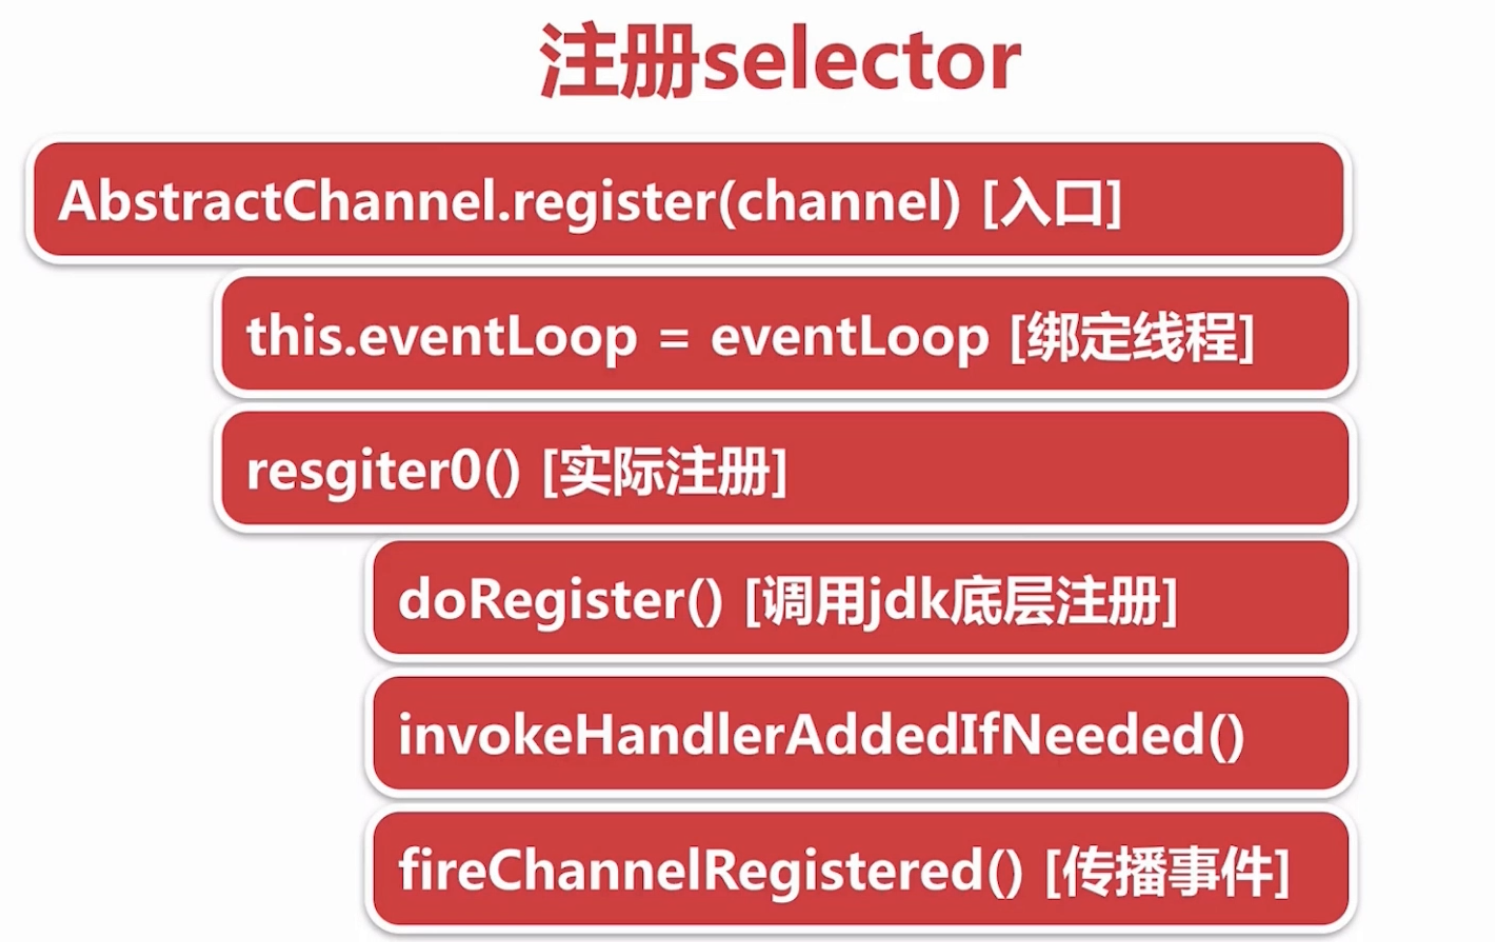 注册selector
AbstractChannel.register(channel) [入口]
this.eventLoop = eventLoop [绑定线程]
resgiter0() [实际注册]
doRegister() [调用jdk底层注册]
invokeHandlerAddedIfNeeded()
fireChannelRegistered() [传播事件]